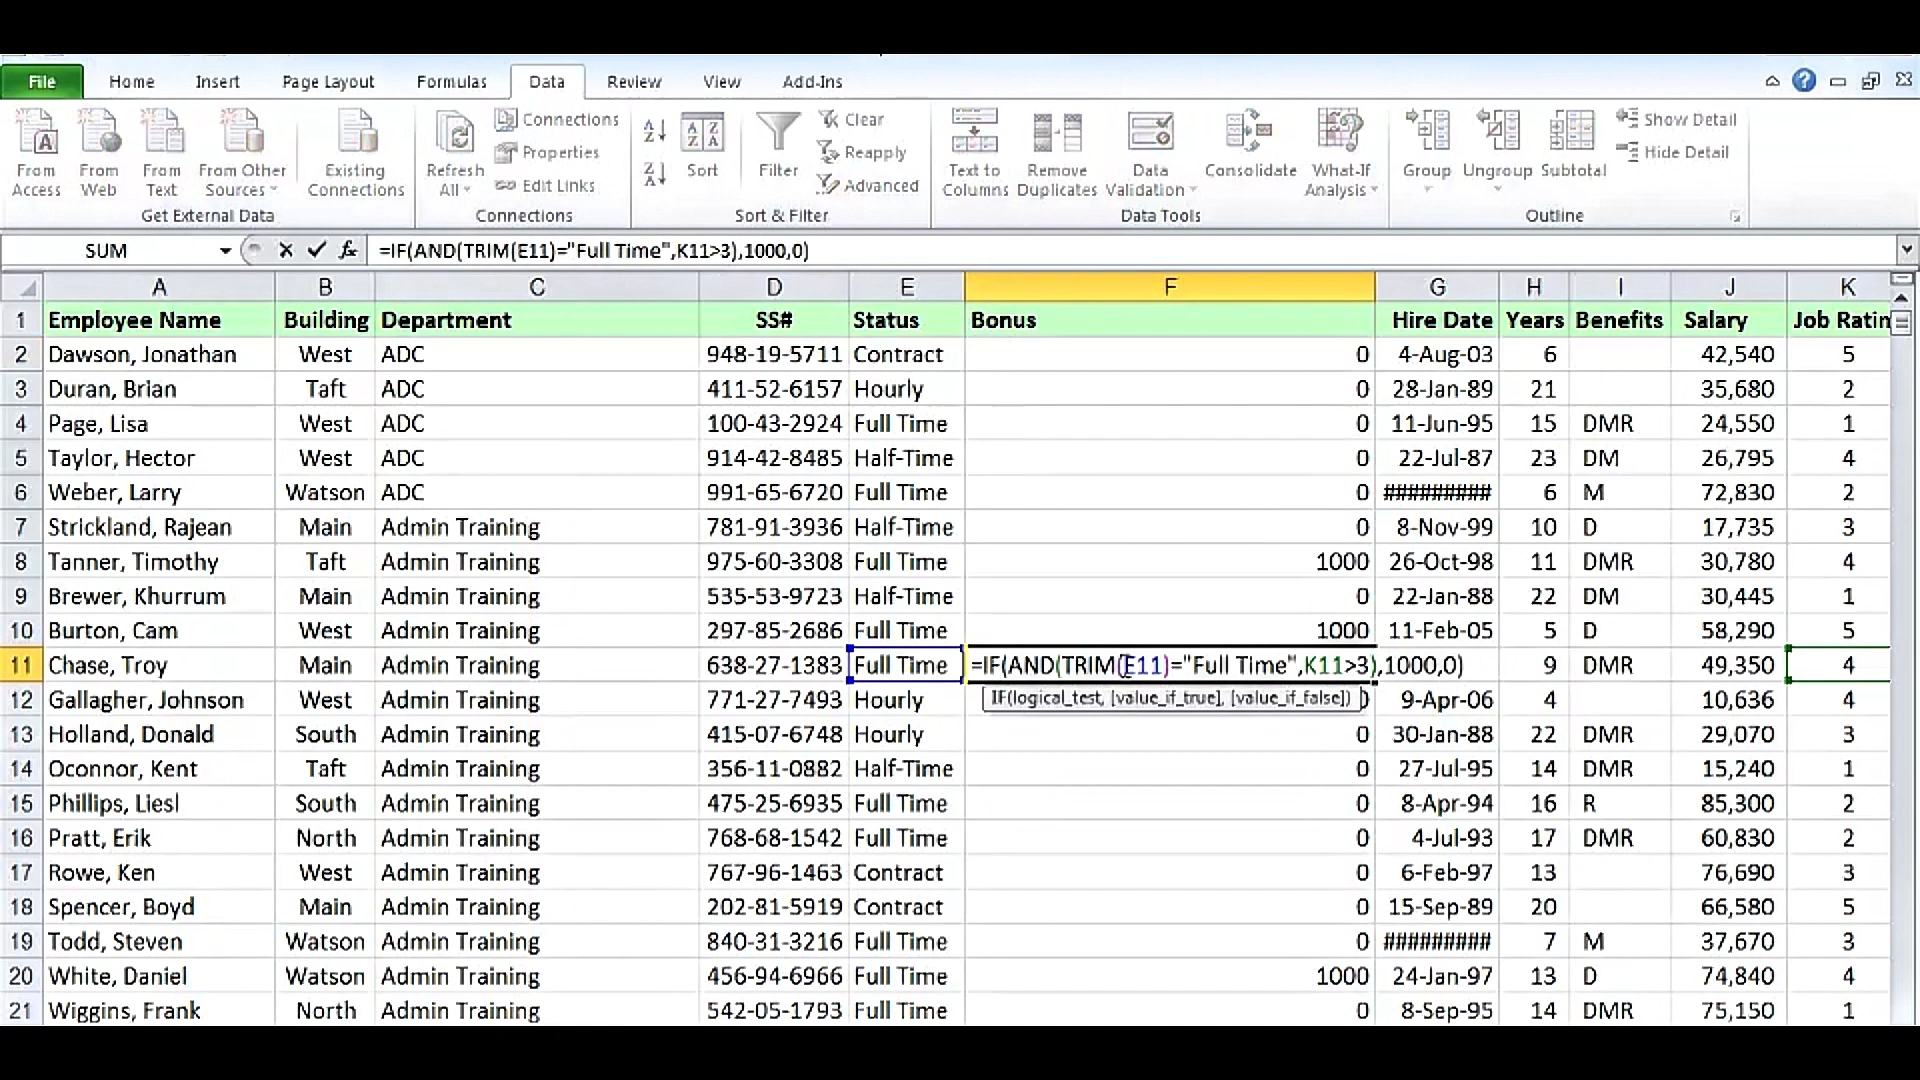 File Home Insert Page Layout Formulas Data Review View Add-Ins
From Access From Web From Text From Other Sources Existing Connections
Get External Data
Refresh All Connections Properties Edit Links
Connections
Sort Filter Clear Reapply Advanced
Sort & Filter
Text to Columns Remove Duplicates Data Validation Consolidate What-If Analysis
Data Tools
Group Ungroup Subtotal Show Detail Hide Detail
Outline
SUM fx =IF(AND(TRIM(E11)="Full Time",K11>3),1000,0)
A B C D E F G H I J K
1 Employee Name Building Department SS# Status Bonus Hire Date Years Benefits Salary Job Ratin
2 Dawson, Jonathan West ADC 948-19-5711 Contract 0 4-Aug-03 6 42,540 5
3 Duran, Brian Taft ADC 411-52-6157 Hourly 0 28-Jan-89 21 35,680 2
4 Page, Lisa West ADC 100-43-2924 Full Time 0 11-Jun-95 15 DMR 24,550 1
5 Taylor, Hector West ADC 914-42-8485 Half-Time 0 22-Jul-87 23 DM 26,795 4
6 Weber, Larry Watson ADC 991-65-6720 Full Time 0 ######### 6 M 72,830 2
7 Strickland, Rajean Main Admin Training 781-91-3936 Half-Time 0 8-Nov-99 10 D 17,735 3
8 Tanner, Timothy Taft Admin Training 975-60-3308 Full Time 1000 26-Oct-98 11 DMR 30,780 4
9 Brewer, Khurrum Main Admin Training 535-53-9723 Half-Time 0 22-Jan-88 22 DM 30,445 1
10 Burton, Cam West Admin Training 297-85-2686 Full Time 1000 11-Feb-05 5 D 58,290 5
11 Chase, Troy Main Admin Training 638-27-1383 Full Time =IF(AND(TRIM(E11)="Full Time",K11>3),1000,0) 9 DMR 49,350 4
IF(logical_test, [value_if_true], [value_if_false])
12 Gallagher, Johnson West Admin Training 771-27-7493 Hourly 0 9-Apr-06 4 10,636 4
13 Holland, Donald South Admin Training 415-07-6748 Hourly 0 30-Jan-88 22 DMR 29,070 3
14 Oconnor, Kent Taft Admin Training 356-11-0882 Half-Time 0 27-Jul-95 14 DMR 15,240 1
15 Phillips, Liesl South Admin Training 475-25-6935 Full Time 0 8-Apr-94 16 R 85,300 2
16 Pratt, Erik North Admin Training 768-68-1542 Full Time 0 4-Jul-93 17 DMR 60,830 2
17 Rowe, Ken West Admin Training 767-96-1463 Contract 0 6-Feb-97 13 76,690 3
18 Spencer, Boyd Main Admin Training 202-81-5919 Contract 0 15-Sep-89 20 66,580 5
19 Todd, Steven Watson Admin Training 840-31-3216 Full Time 0 ######### 7 M 37,670 3
20 White, Daniel Watson Admin Training 456-94-6966 Full Time 1000 24-Jan-97 13 D 74,840 4
21 Wiggins, Frank North Admin Training 542-05-1793 Full Time 0 8-Sep-95 14 DMR 75,150 1